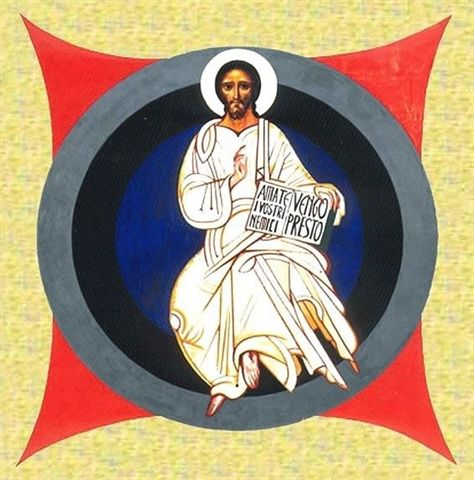 AMATE
I VOSTRI
NEMICI
VENGO
PRESTO